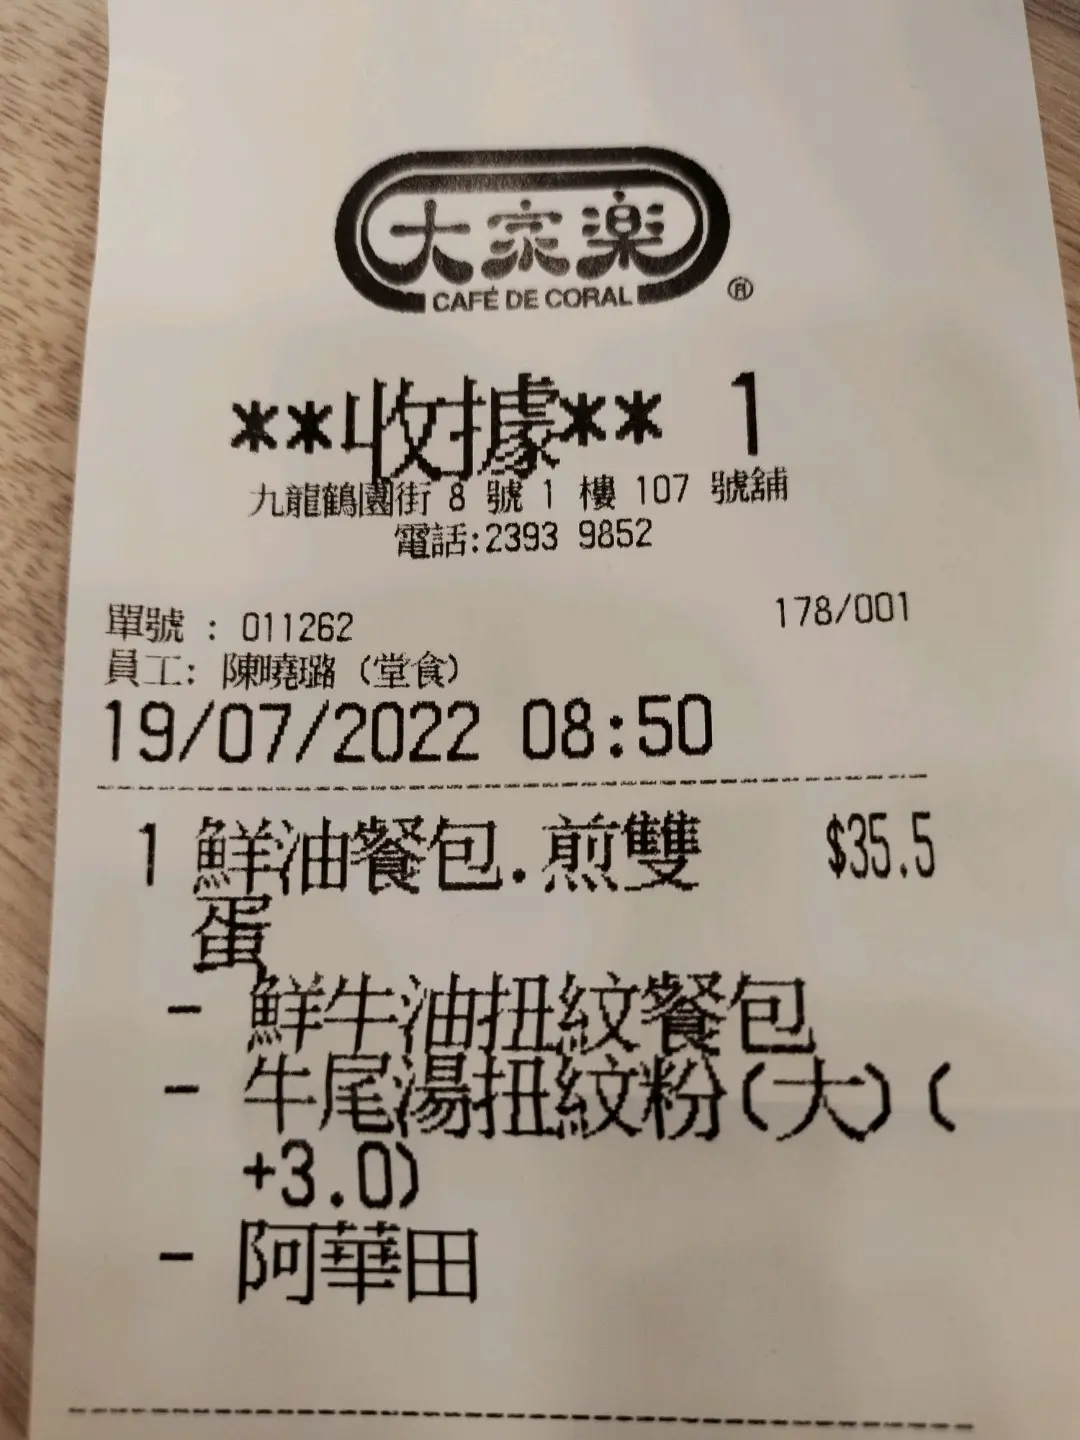 大家楽
CAFÉ DE CORAL ®
**收據** 1
九龍鶴園街 8 號 1 樓 107 號舖
電話:2393 9852
單號 : 011262 178/001
員工: 陳曉璐 (堂食)
19/07/2022 08:50
1 鮮油餐包.煎雙 $35.5
蛋
- 鮮牛油扭紋餐包
- 牛尾湯扭紋粉(大) (
+3.0)
- 阿華田